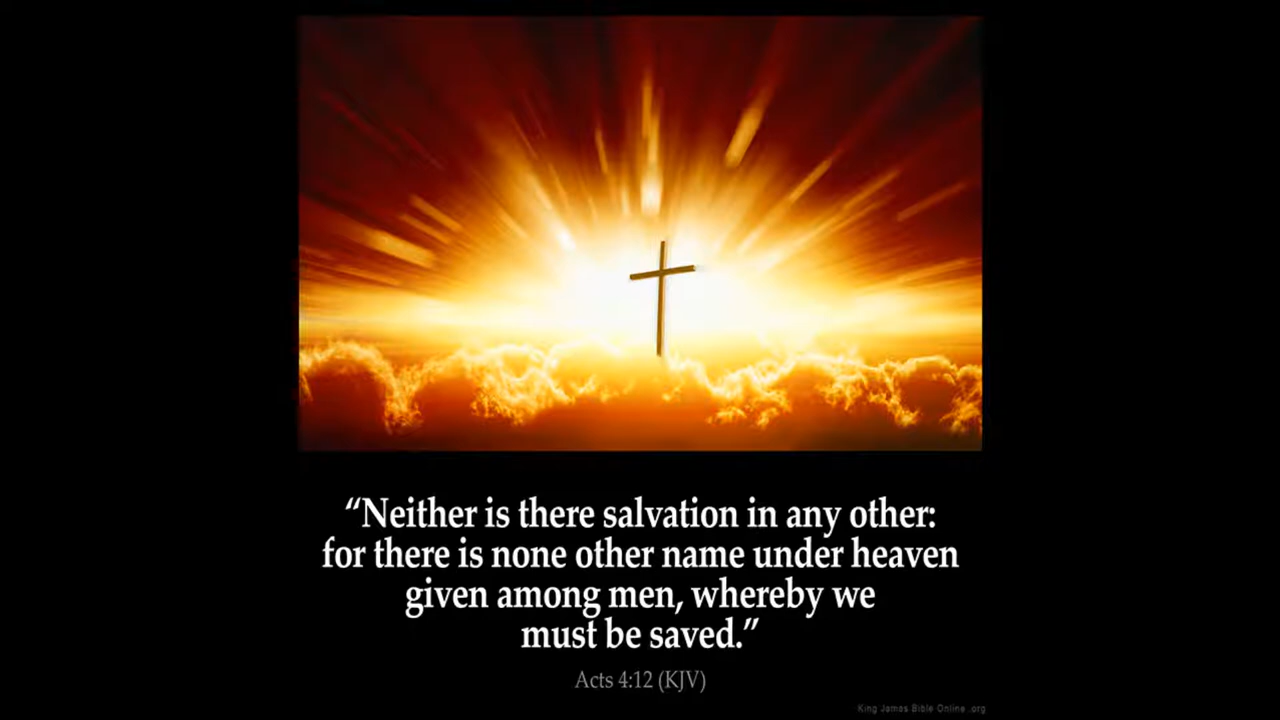 “Neither is there salvation in any other:
for there is none other name under heaven
given among men, whereby we
must be saved.”
Acts 4:12 (KJV)
King James Bible Online .org